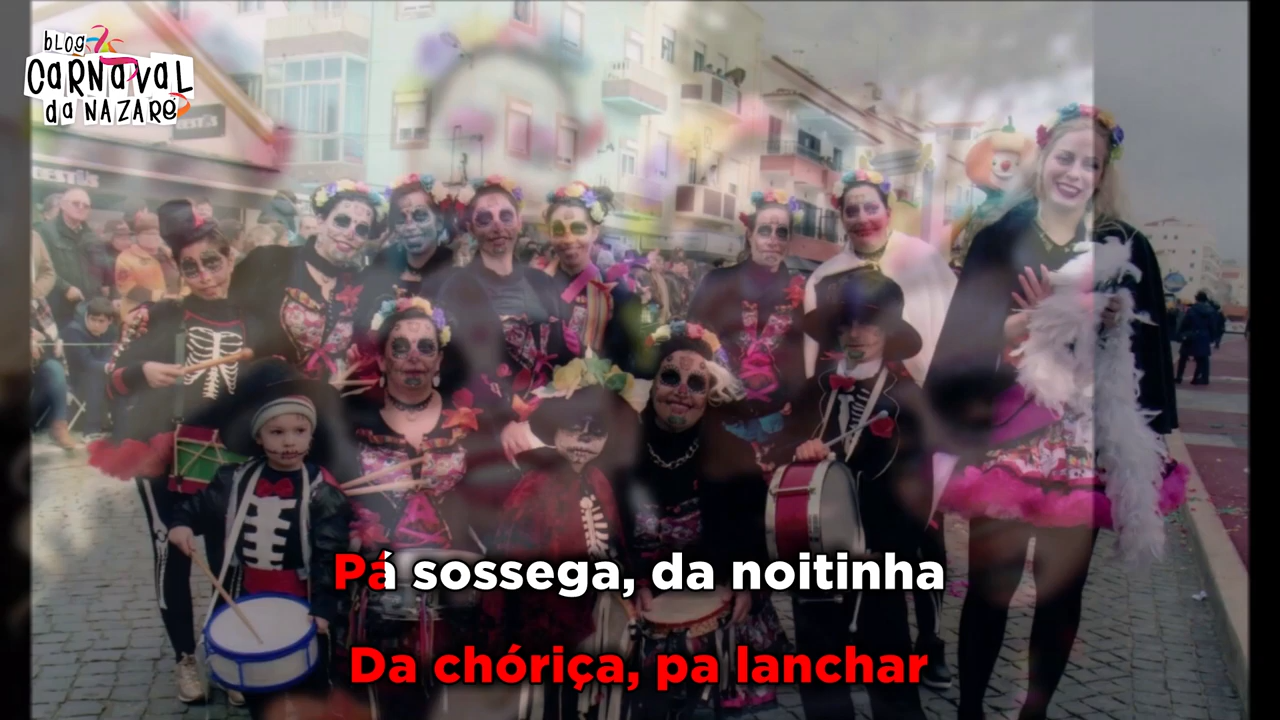 BLOG
CARNAVAL
da NAZARé
Pá sossega, da noitinha
Da chóriça, pa lanchar